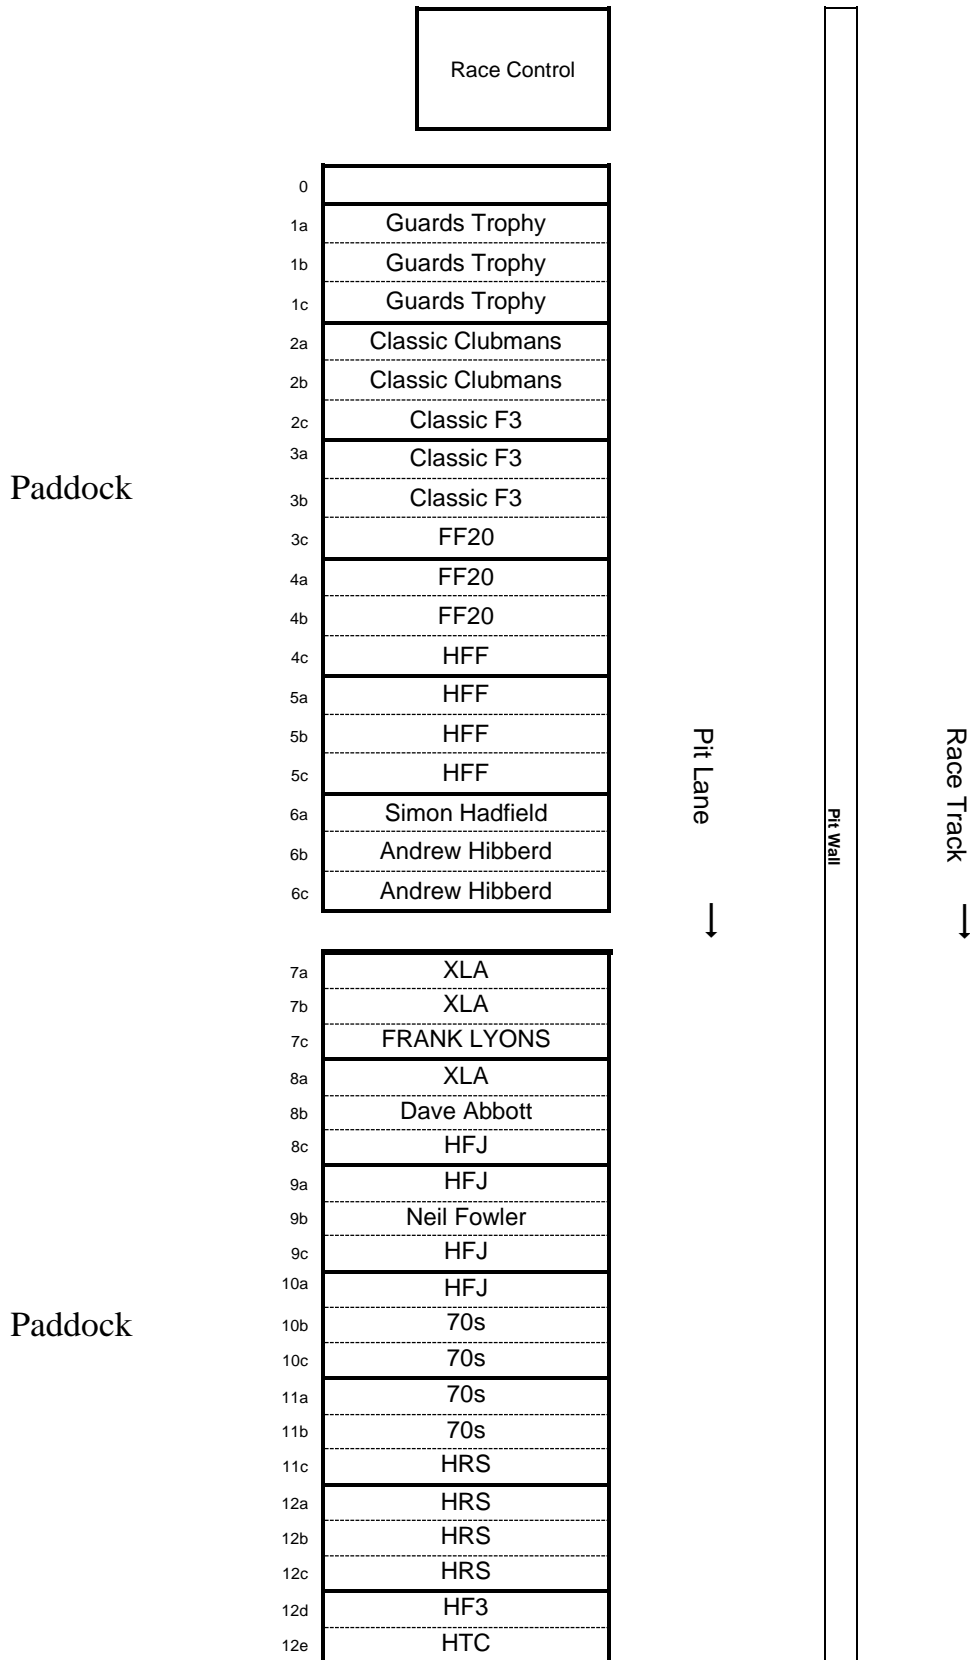 Race Control
0
1a Guards Trophy
1b Guards Trophy
1c Guards Trophy
2a Classic Clubmans
2b Classic Clubmans
2c Classic F3
3a Classic F3
Paddock
3b Classic F3
3c FF20
4a FF20
4b FF20
4c HFF
5a HFF
5b HFF
5c HFF
Pit Lane
Pit Wall
Race Track
6a Simon Hadfield
6b Andrew Hibberd
6c Andrew Hibberd
7a XLA
7b XLA
7c FRANK LYONS
8a XLA
8b Dave Abbott
8c HFJ
9a HFJ
9b Neil Fowler
9c HFJ
10a HFJ
Paddock
10b 70s
10c 70s
11a 70s
11b 70s
11c HRS
12a HRS
12b HRS
12c HRS
12d HF3
12e HTC